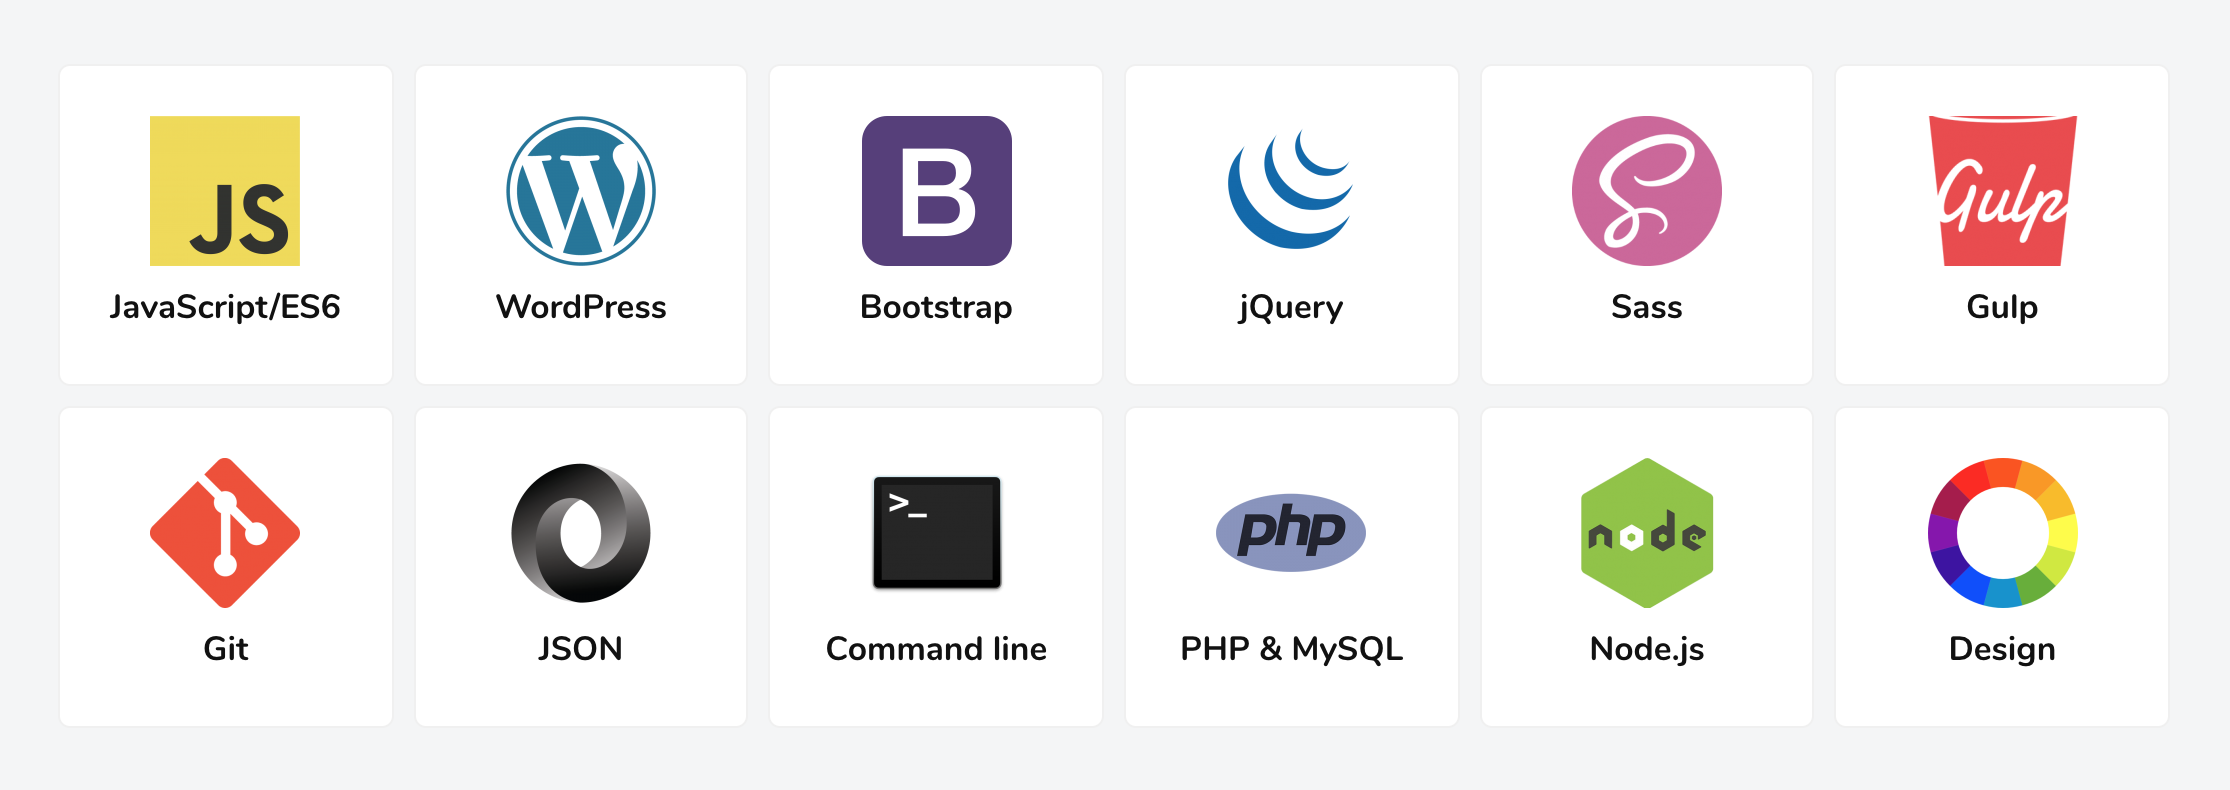 JS
W
B
Gulp
JavaScript/ES6
WordPress
Bootstrap
jQuery
Sass
Gulp
>_
php
node
Git
JSON
Command line
PHP & MySQL
Node.js
Design